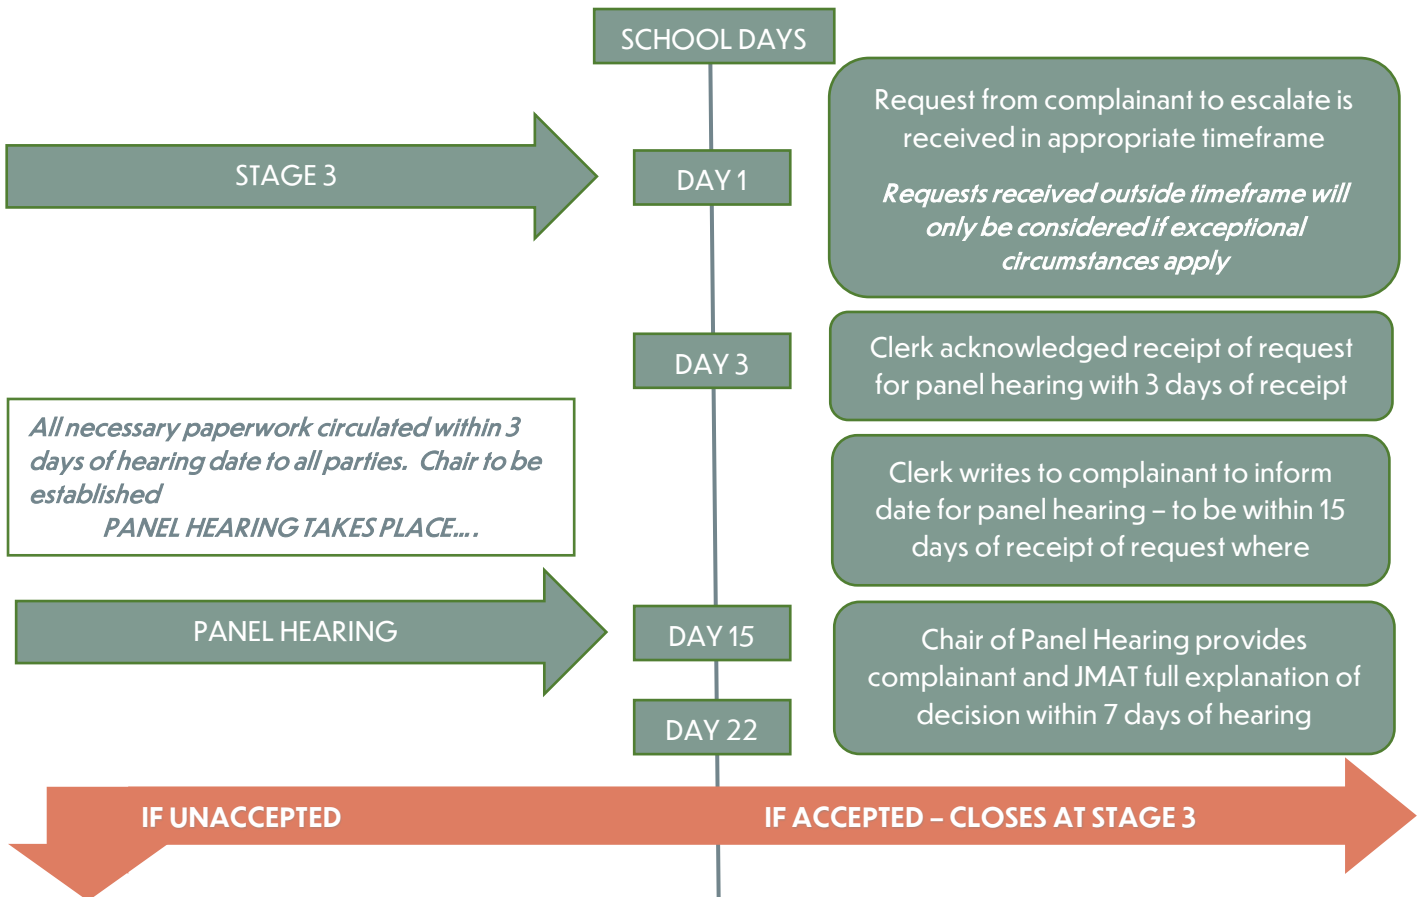 SCHOOL DAYS
STAGE 3
DAY 1
Request from complainant to escalate is
received in appropriate timeframe
Requests received outside timeframe will
only be considered if exceptional
circumstances apply
DAY 3
Clerk acknowledged receipt of request
for panel hearing with 3 days of receipt
All necessary paperwork circulated within 3
days of hearing date to all parties.  Chair to be
established
PANEL HEARING TAKES PLACE....
Clerk writes to complainant to inform
date for panel hearing – to be within 15
days of receipt of request where
PANEL HEARING
DAY 15
Chair of Panel Hearing provides
complainant and JMAT full explanation of
decision within 7 days of hearing
DAY 22
IF UNACCEPTED
IF ACCEPTED – CLOSES AT STAGE 3